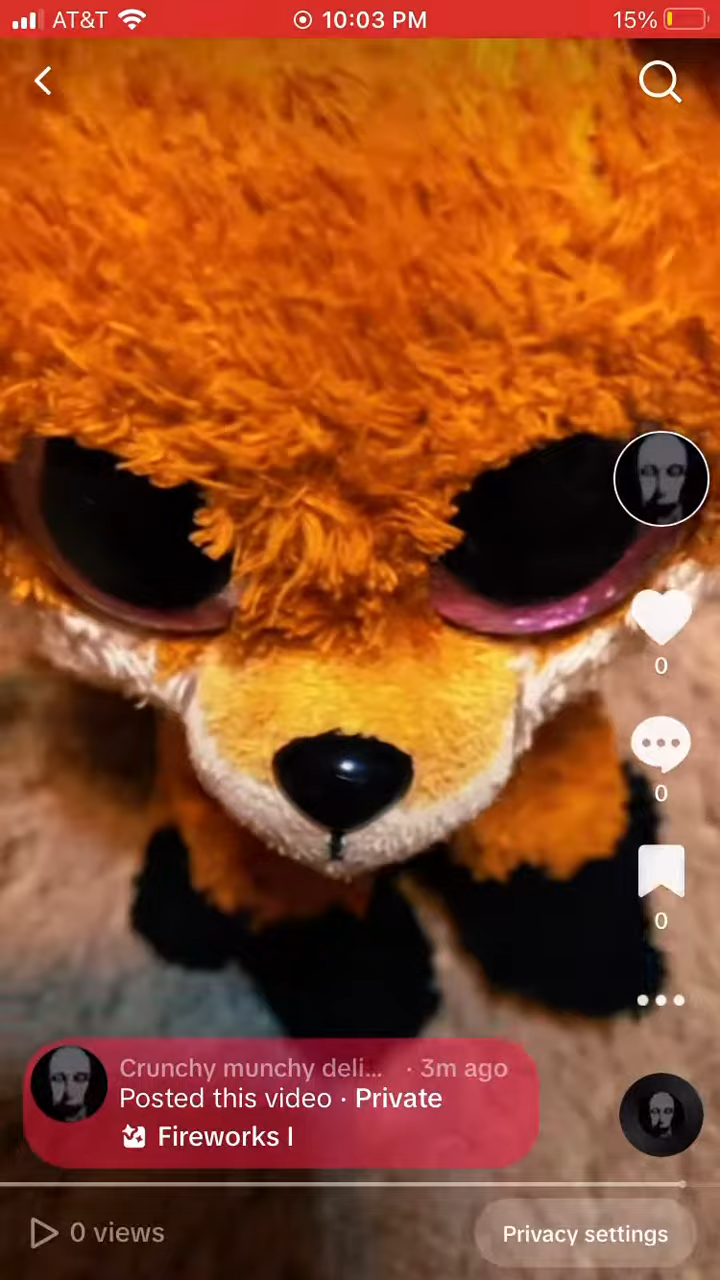 AT&T 10:03 PM 15%
0
0
0
Crunchy munchy deli... · 3m ago
Posted this video · Private
Fireworks I
0 views
Privacy settings